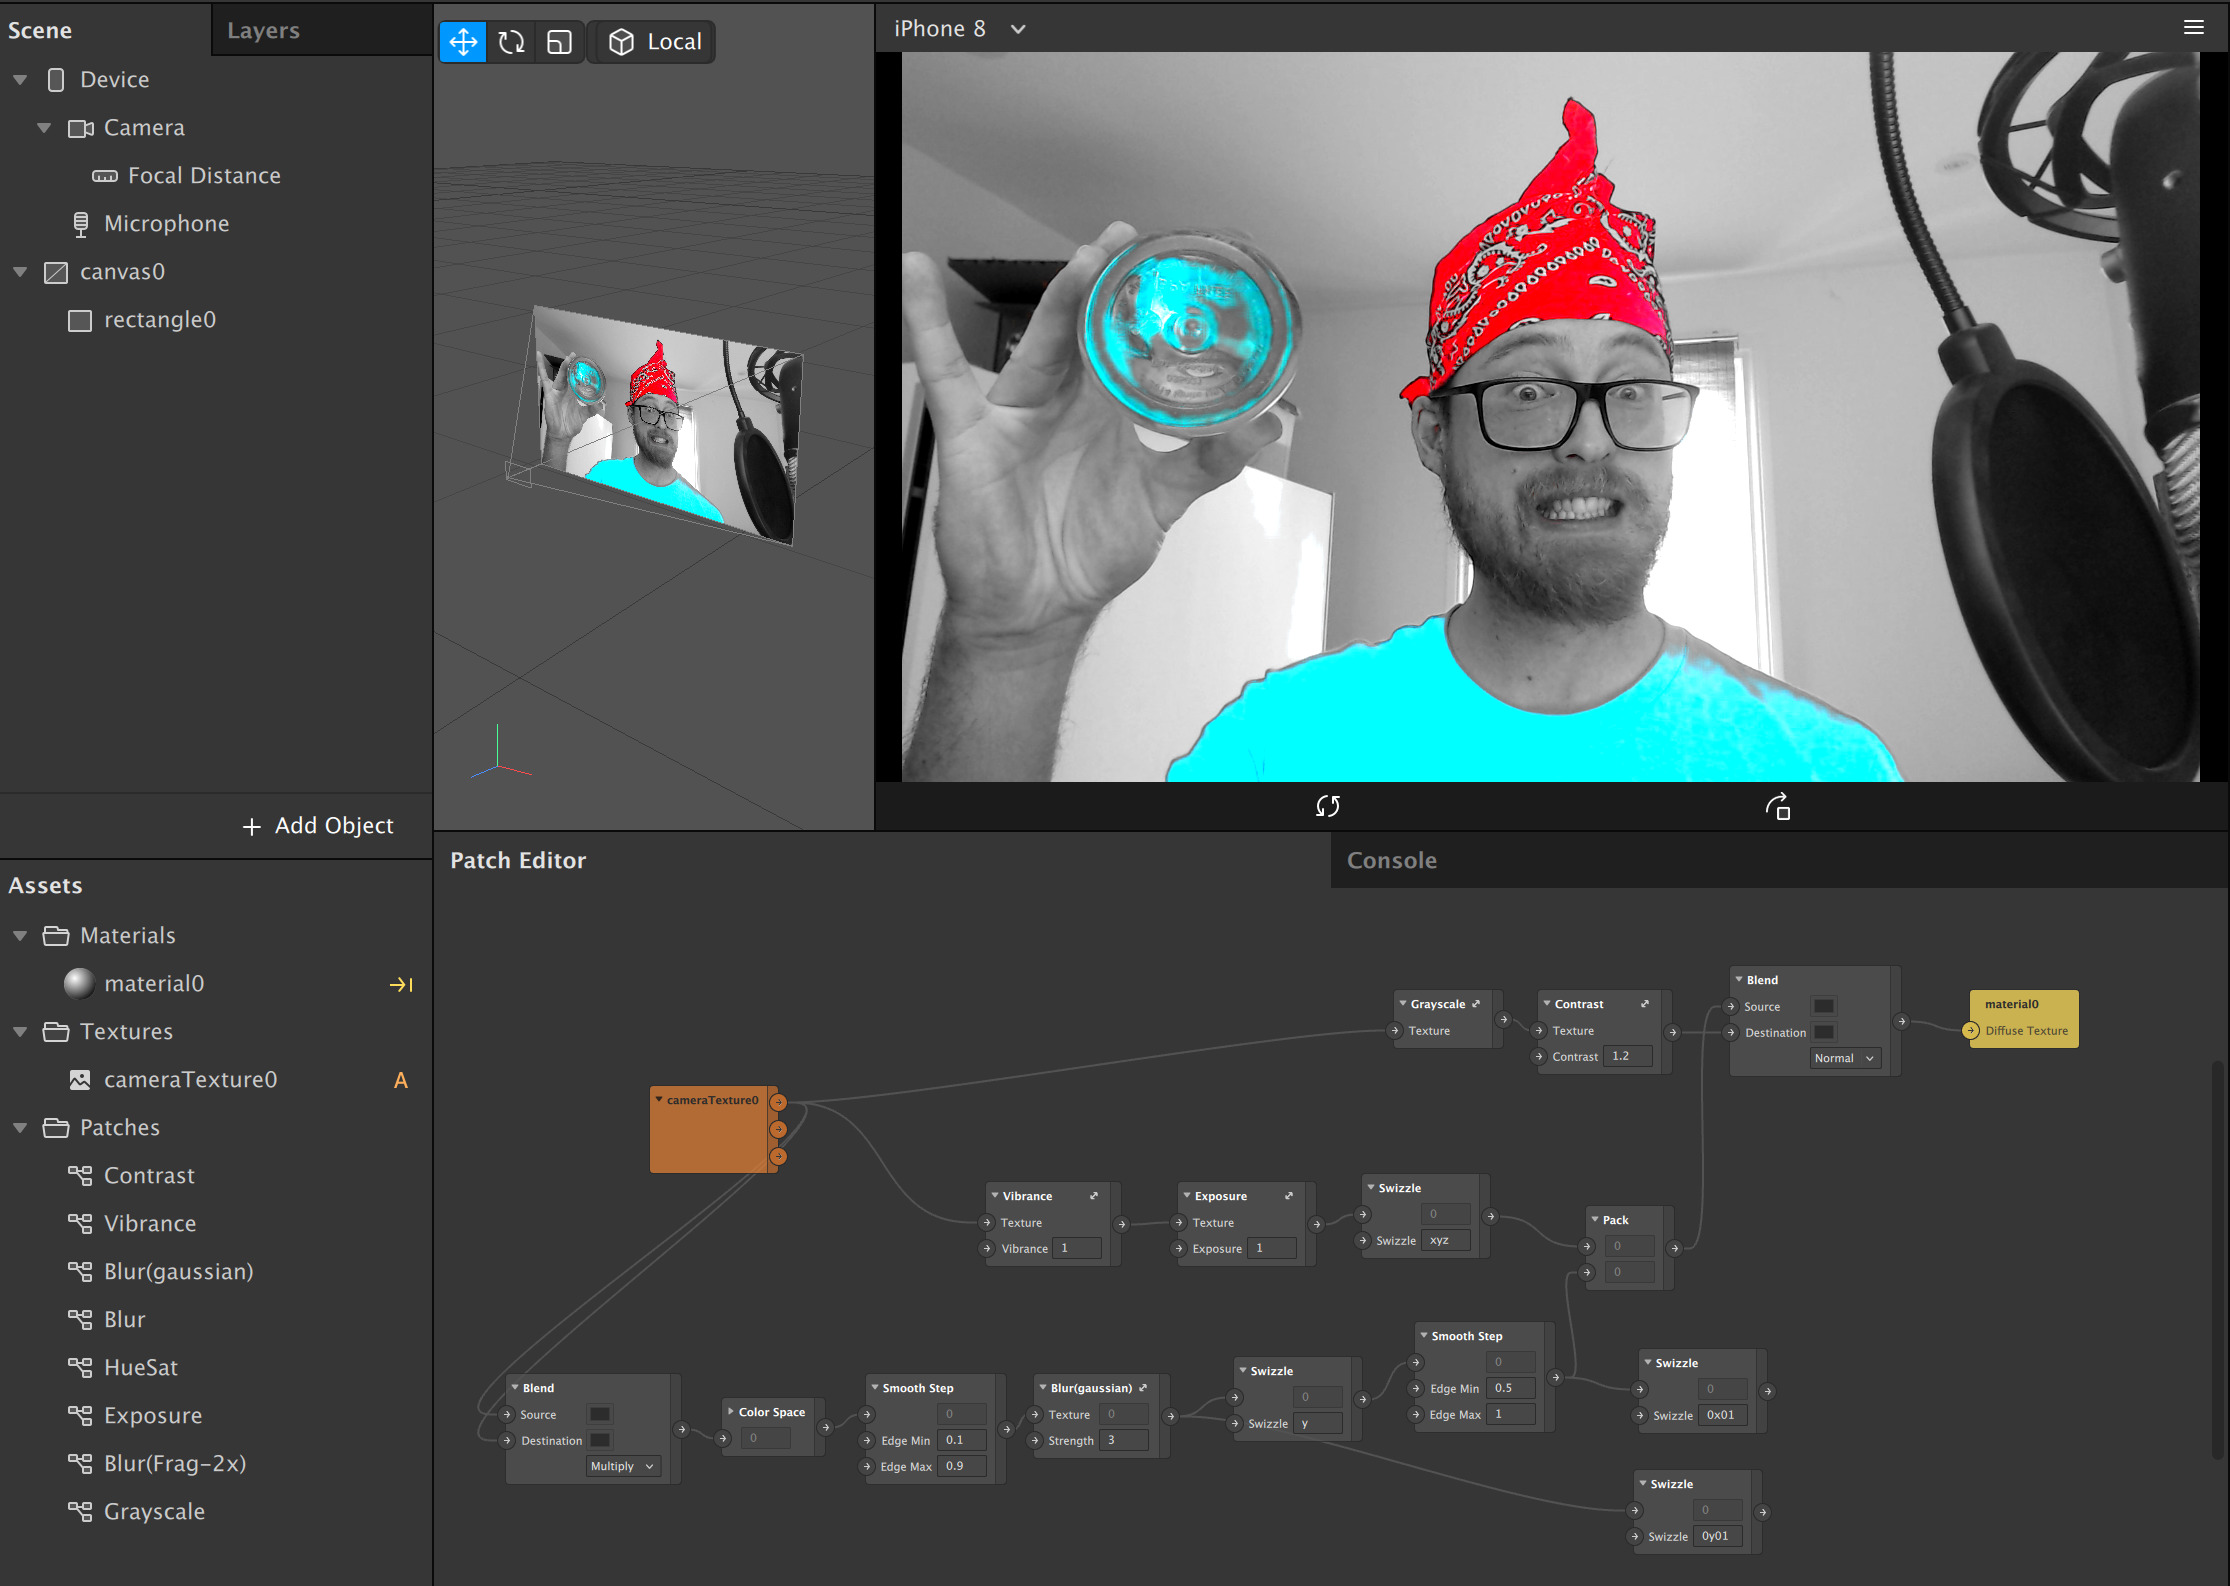 Scene
Layers
Device
Camera
Focal Distance
Microphone
canvas0
rectangle0
Add Object
Local
iPhone 8
Assets
Materials
material0
Textures
cameraTexture0
A
Patches
Contrast
Vibrance
Blur(gaussian)
Blur
HueSat
Exposure
Blur(Frag-2x)
Grayscale
Patch Editor
Console
cameraTexture0
Grayscale
Texture
Contrast
Texture
Contrast 1.2
Blend
Source
Destination
Normal
material0
Diffuse Texture
Vibrance
Texture
Vibrance 1
Exposure
Texture
Exposure 1
Swizzle
0
Swizzle xyz
Pack
0
0
Blend
Source
Destination
Multiply
Color Space
0
Smooth Step
0
Edge Min 0.1
Edge Max 0.9
Blur(gaussian)
Texture 0
Strength 3
Swizzle
0
Swizzle y
Smooth Step
0
Edge Min 0.5
Edge Max 1
Swizzle
0
Swizzle 0x01
Swizzle
0
Swizzle 0y01